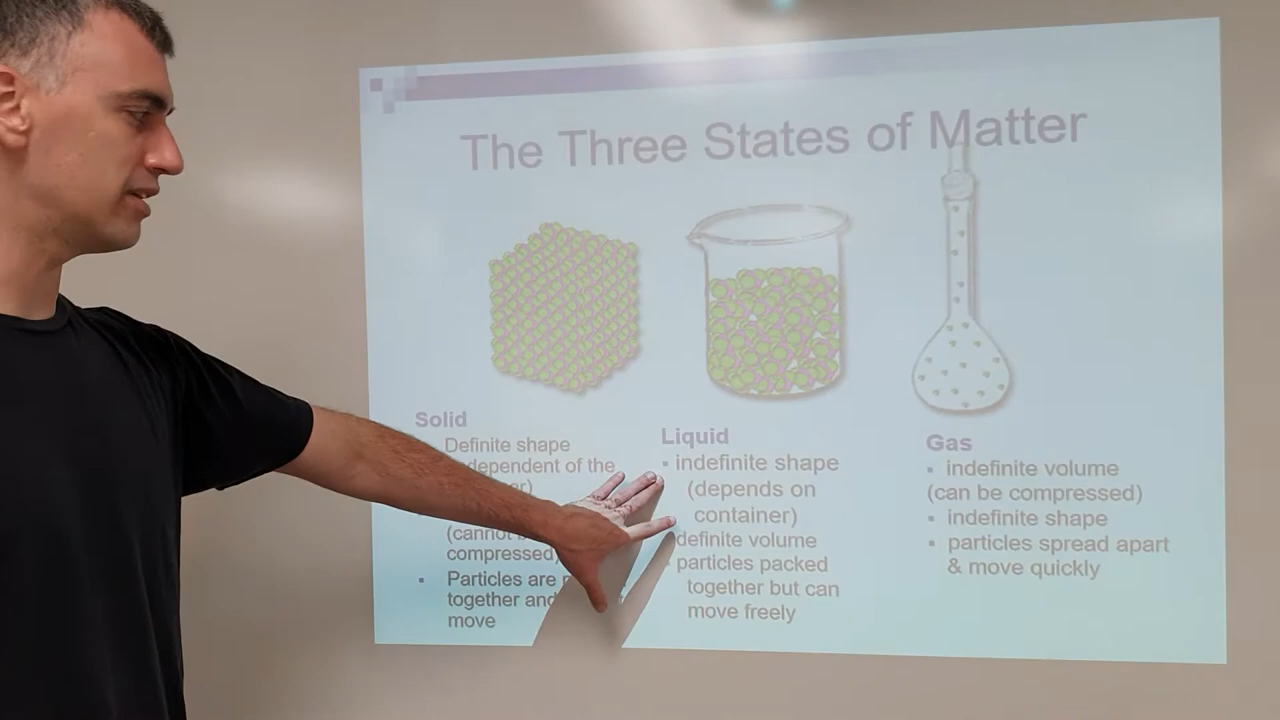 The Three States of Matter
Solid
Definite shape
dependent of the
er)
(cannot b
compressed)
▪ Particles are p
together and
move
Liquid
▪ indefinite shape
(depends on
container)
definite volume
particles packed
together but can
move freely
Gas
▪ indefinite volume
(can be compressed)
▪ indefinite shape
▪ particles spread apart
& move quickly